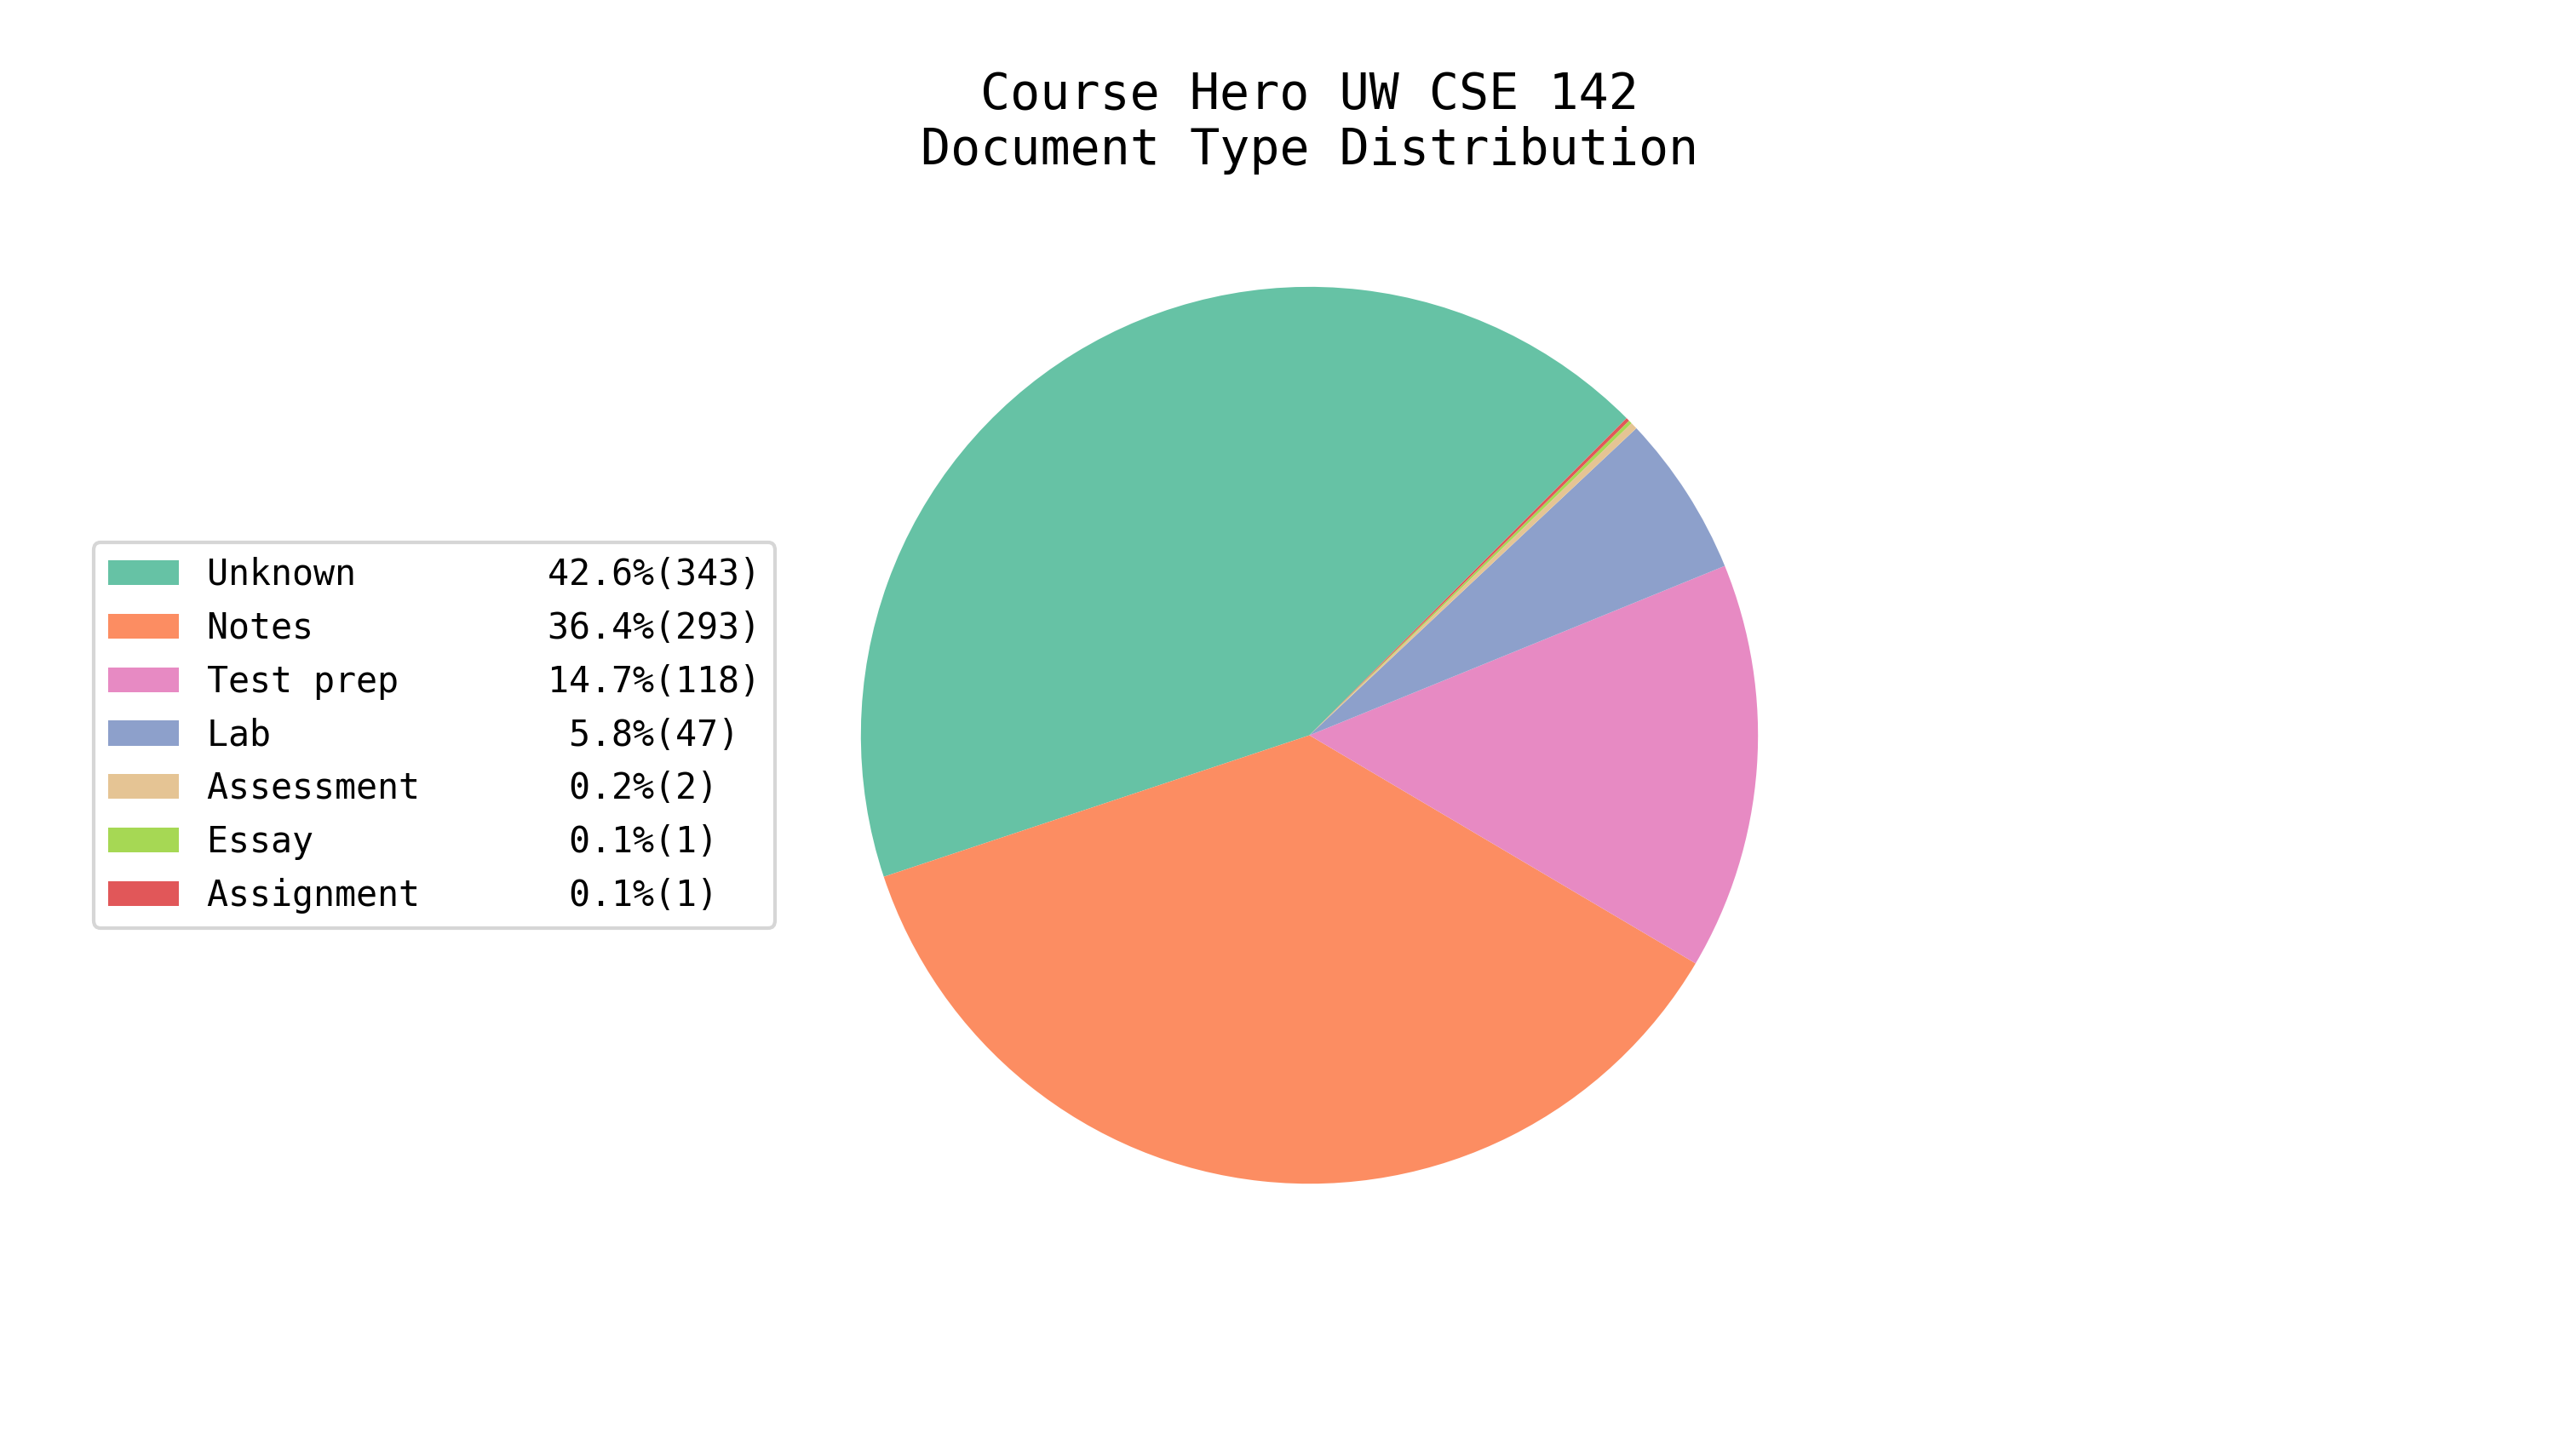 Course Hero UW CSE 142
Document Type Distribution
Unknown 42.6%(343)
Notes 36.4%(293)
Test prep 14.7%(118)
Lab 5.8%(47)
Assessment 0.2%(2)
Essay 0.1%(1)
Assignment 0.1%(1)